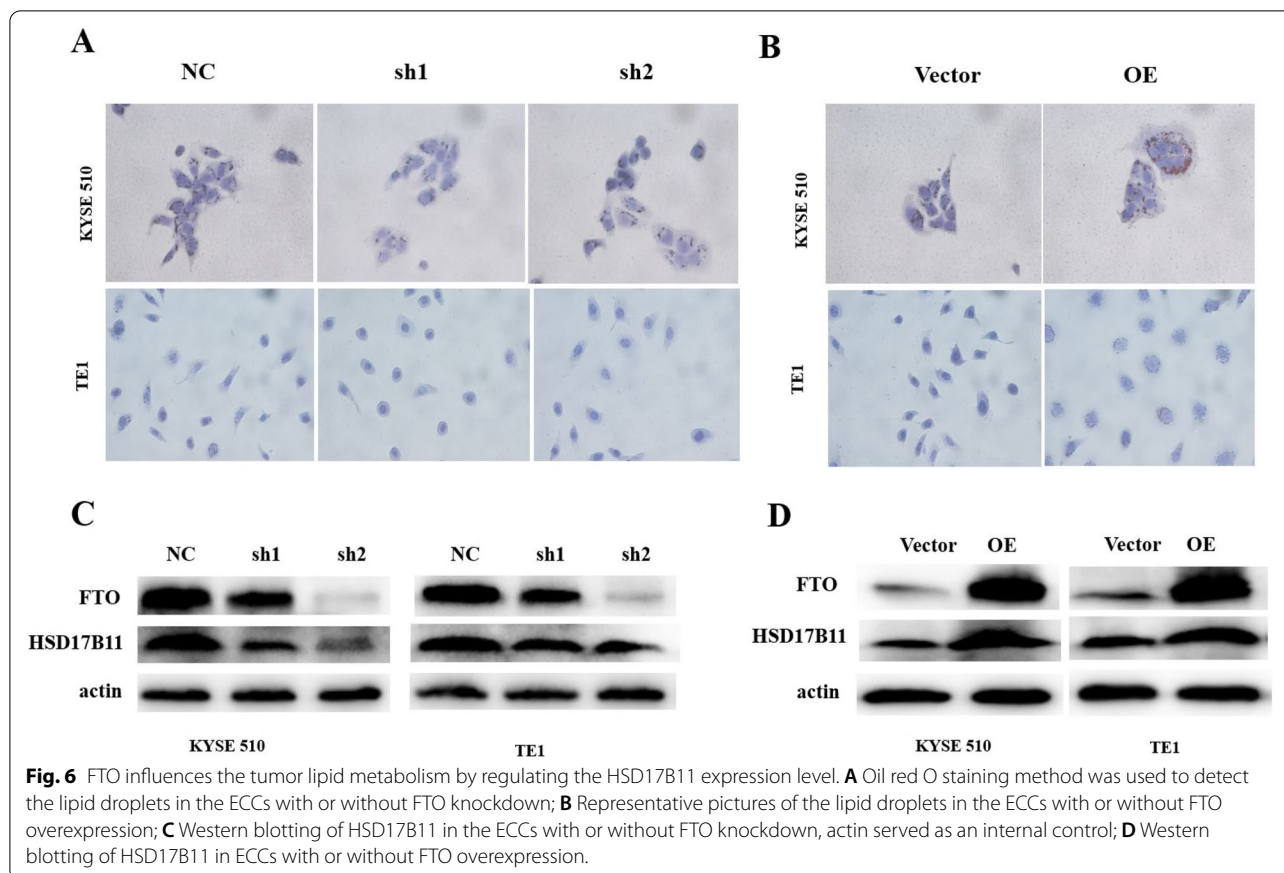 A
NC sh1 sh2
KYSE 510
TE1
B
Vector OE
KYSE 510
TE1
C
NC sh1 sh2 NC sh1 sh2
FTO
HSD17B11
actin
KYSE 510 TE1
D
Vector OE Vector OE
FTO
HSD17B11
actin
KYSE 510 TE1
Fig. 6 FTO influences the tumor lipid metabolism by regulating the HSD17B11 expression level. A Oil red O staining method was used to detect
the lipid droplets in the ECCs with or without FTO knockdown; B Representative pictures of the lipid droplets in the ECCs with or without FTO
overexpression; C Western blotting of HSD17B11 in the ECCs with or without FTO knockdown, actin served as an internal control; D Western
blotting of HSD17B11 in ECCs with or without FTO overexpression.